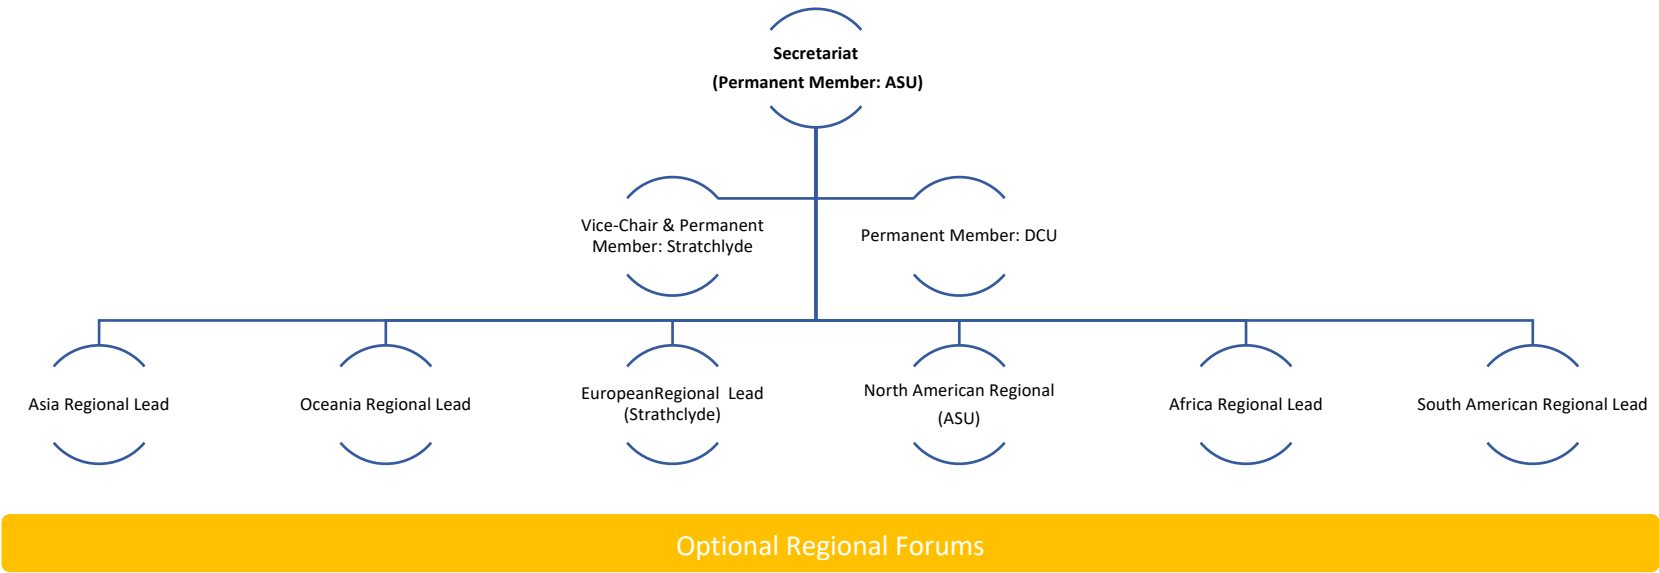 Secretariat
(Permanent Member: ASU)
Vice-Chair & Permanent
Member: Stratchlyde
Permanent Member: DCU
Asia Regional Lead
Oceania Regional Lead
EuropeanRegional  Lead
(Strathclyde)
North American Regional
(ASU)
Africa Regional Lead
South American Regional Lead
Optional Regional Forums